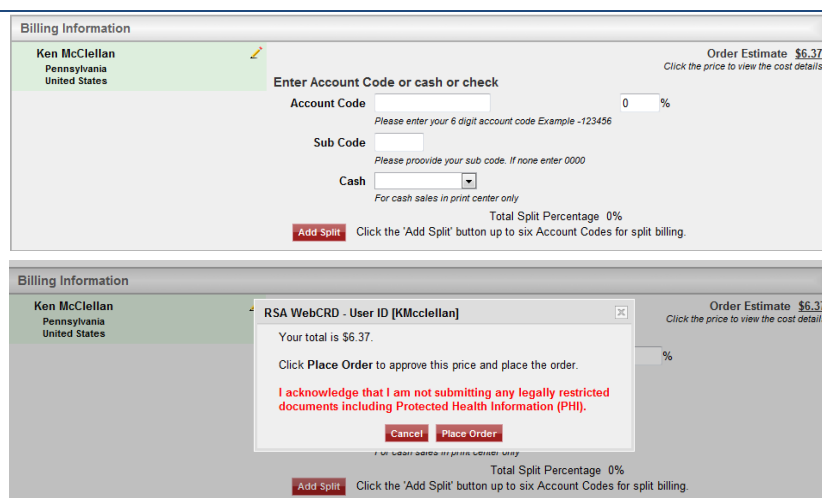 Billing Information
Ken McClellan
Pennsylvania
United States
Order Estimate $6.37
Click the price to view the cost details
Enter Account Code or cash or check
Account Code 0 %
Please enter your 6 digit account code Example -123456
Sub Code
Please proovide your sub code. If none enter 0000
Cash
For cash sales in print center only
Total Split Percentage 0%
Add Split Click the 'Add Split' button up to six Account Codes for split billing.
Billing Information
Ken McClellan
Pennsylvania
United States
Order Estimate $6.37
Click the price to view the cost detail
RSA WebCRD - User ID [KMcclellan]
Your total is $6.37.
Click Place Order to approve this price and place the order.
%
I acknowledge that I am not submitting any legally restricted
documents including Protected Health Information (PHI).
Cancel Place Order
For cash sales in print center only
Total Split Percentage 0%
Add Split Click the 'Add Split' button up to six Account Codes for split billing.